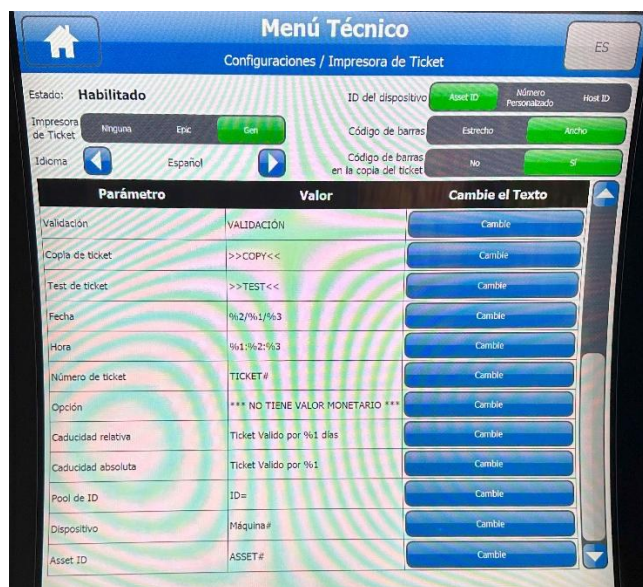 Menú Técnico
Configuraciones / Impresora de Ticket
ES
Estado: Habilitado
ID del dispositivo Asset ID Número Personalizado Host ID
Impresora de Ticket Ninguna Epic Gen
Código de barras Estrecho Ancho
Idioma Español
Código de barras en la copia del ticket No Sí
Parámetro Valor Cambie el Texto
Validación VALIDACIÓN Cambie
Copia de ticket >>COPY<< Cambie
Test de ticket >>TEST<< Cambie
Fecha %2/%1/%3 Cambie
Hora %1:%2:%3 Cambie
Número de ticket TICKET# Cambie
Opción *** NO TIENE VALOR MONETARIO *** Cambie
Caducidad relativa Ticket Valido por %1 días Cambie
Caducidad absoluta Ticket Valido por %1 Cambie
Pool de ID ID= Cambie
Dispositivo Máquina# Cambie
Asset ID ASSET# Cambie